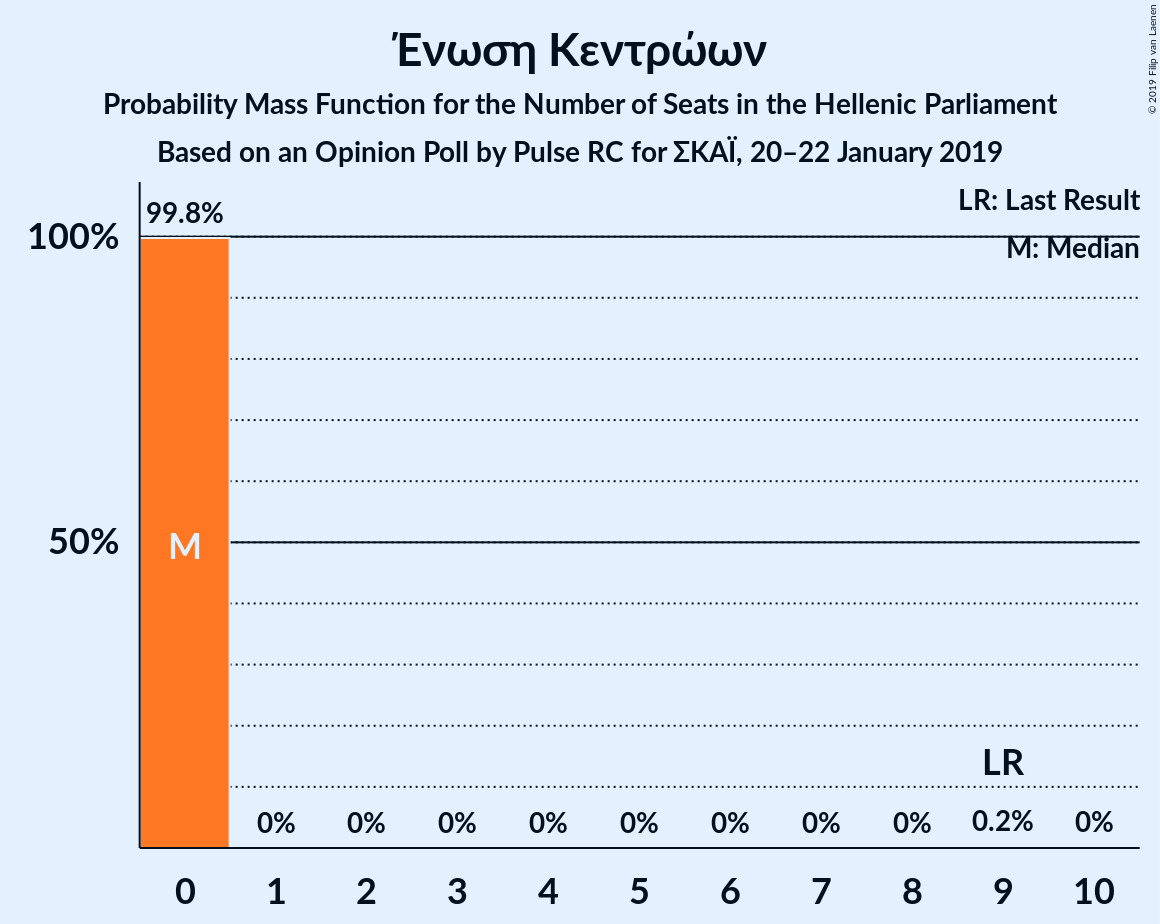 Ένωση Κεντρώων
Probability Mass Function for the Number of Seats in the Hellenic Parliament
Based on an Opinion Poll by Pulse RC for ΣΚΑΪ, 20–22 January 2019
© 2019 Filip van Laenen
LR: Last Result
M: Median
99.8%
100%
50%
M
LR
0% 0% 0% 0% 0% 0% 0% 0% 0.2% 0%
0 1 2 3 4 5 6 7 8 9 10